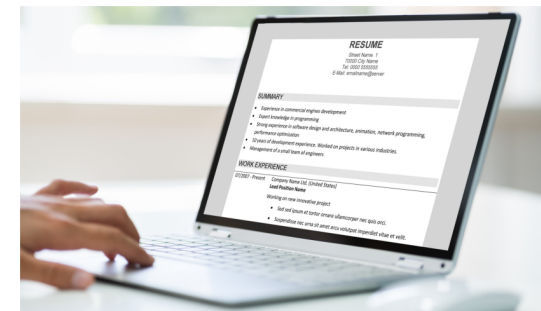 RESUME
Street Name 1
70000 City Name
Tel: 0000 5555555
E-Mail: emailname@server
SUMMARY
• Experience in commercial engines development
• Expert knowledge in programming
• Strong experience in software design and architecture, animation, network programming,
performance optimization
• 10 years of development experience. Worked on projects in various industries.
• Management of a small team of engineers
WORK EXPERIENCE
07/2007 - Present Company Name Ltd. (United States)
Lead Position Name
Working on new innovative project
• Sed sed ipsum et tortor ornare ullamcorper nec quis orci.
• Suspendisse nec urna sit amet arcu volutpat imperdiet vitae et velit.